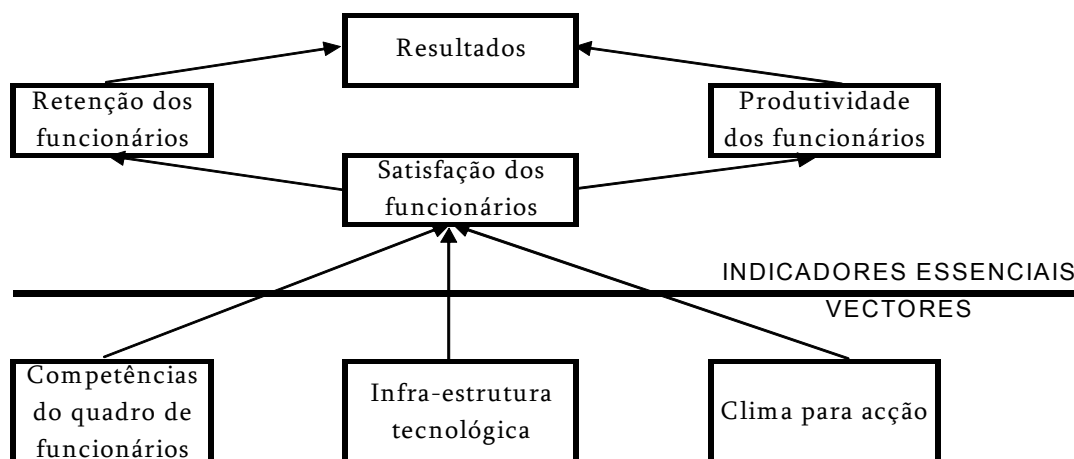 Resultados
Retenção dos
funcionários
Produtividade
dos funcionários
Satisfação dos
funcionários
INDICADORES ESSENCIAIS
VECTORES
Competências
do quadro de
funcionários
Infra-estrutura
tecnológica
Clima para acção